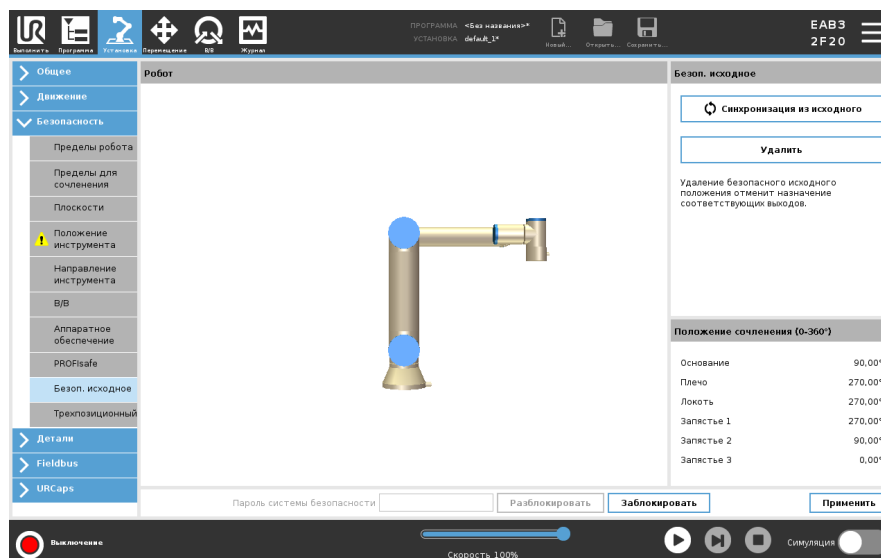 ПРОГРАММА <Без названия>*
УСТАНОВКА default_1*
EAB3
2F20
Выполнить Программа Установка Перемещение В/В Журнал
Новый... Открыть... Сохранить...
Общее
Движение
Безопасность
Пределы робота
Пределы для
сочленения
Плоскости
Положение
инструмента
Направление
инструмента
В/В
Аппаратное
обеспечение
PROFIsafe
Безоп. исходное
Трехпозиционный
Детали
Fieldbus
URCaps
Робот
Безоп. исходное
Синхронизация из исходного
Удалить
Удаление безопасного исходного
положения отменит назначение
соответствующих выходов.
Положение сочленения (0-360°)
Основание 90,00°
Плечо 270,00°
Локоть 270,00°
Запястье 1 270,00°
Запястье 2 90,00°
Запястье 3 0,00°
Пароль системы безопасности Разблокировать Заблокировать Применить
Выключение
Скорость 100%
Симуляция